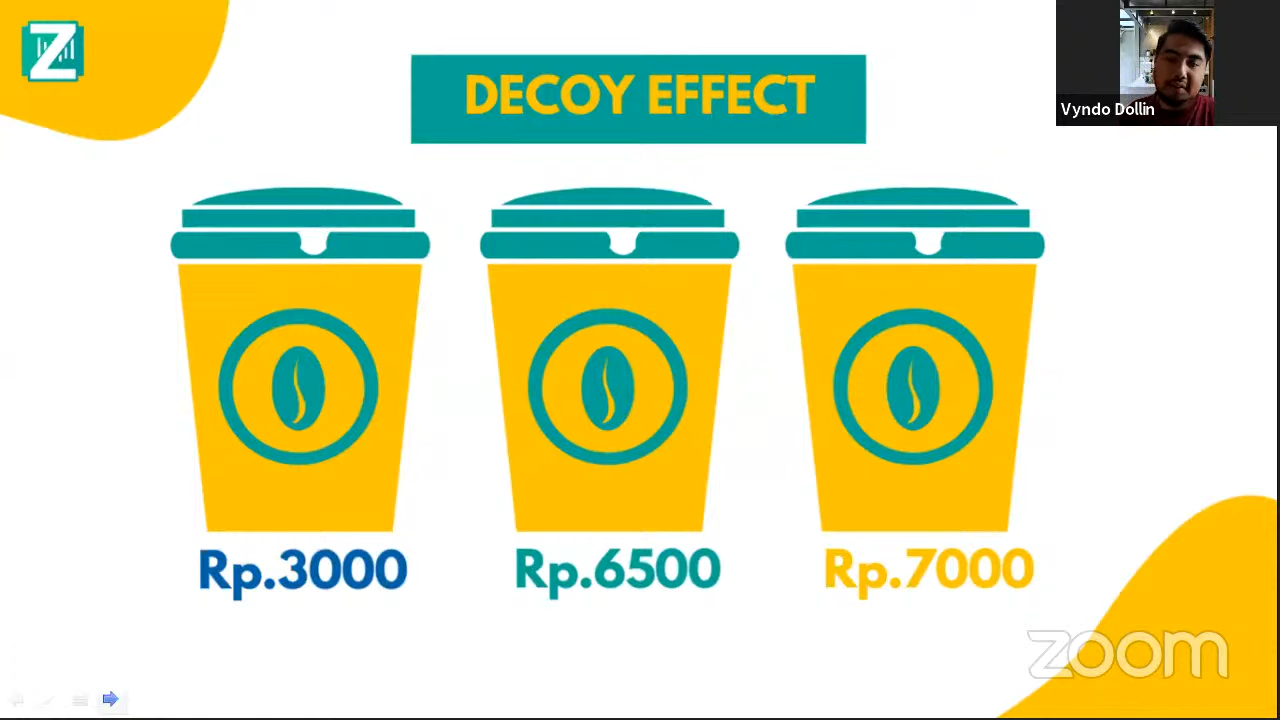 Z
DECOY EFFECT
Vyndo Dollin
Rp.3000
Rp.6500
Rp.7000
zoom